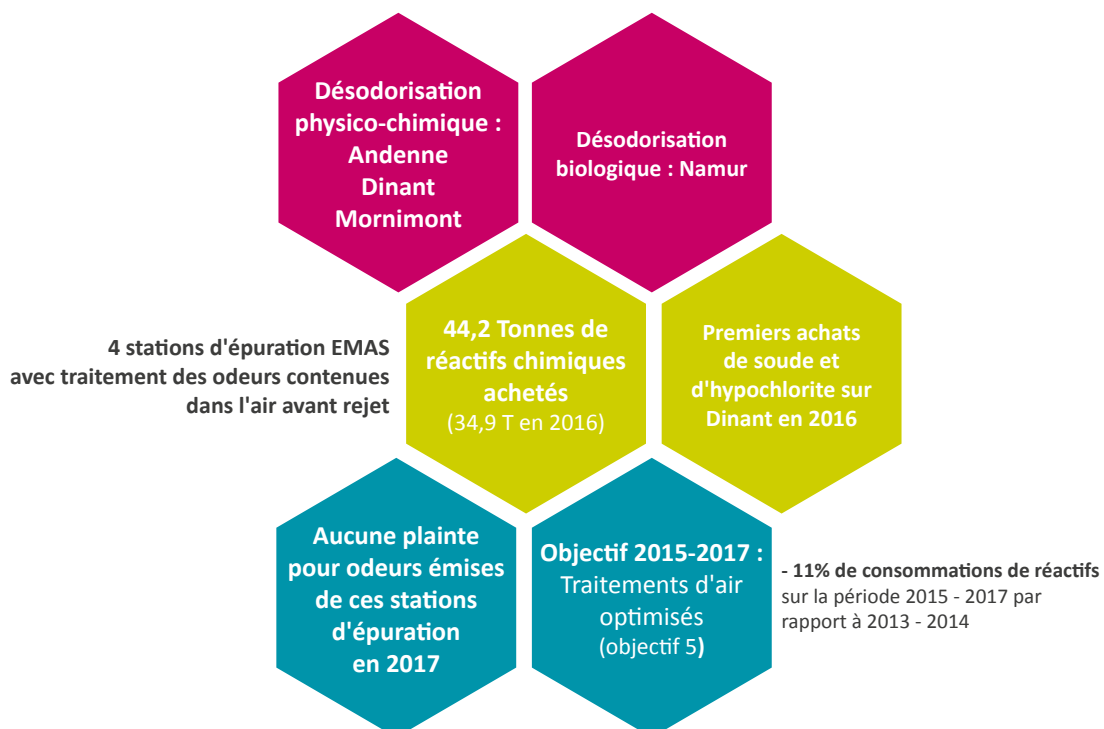 Désodorisation
physico-chimique :
Andenne
Dinant
Mornimont
Désodorisation
biologique : Namur
4 stations d'épuration EMAS
avec traitement des odeurs contenues
dans l'air avant rejet
44,2 Tonnes de
réactifs chimiques
achetés
(34,9 T en 2016)
Premiers achats
de soude et
d'hypochlorite sur
Dinant en 2016
Aucune plainte
pour odeurs émises
de ces stations
d'épuration
en 2017
Objectif 2015-2017 :
Traitements d'air
optimisés
(objectif 5)
- 11% de consommations de réactifs
sur la période 2015 - 2017 par
rapport à 2013 - 2014